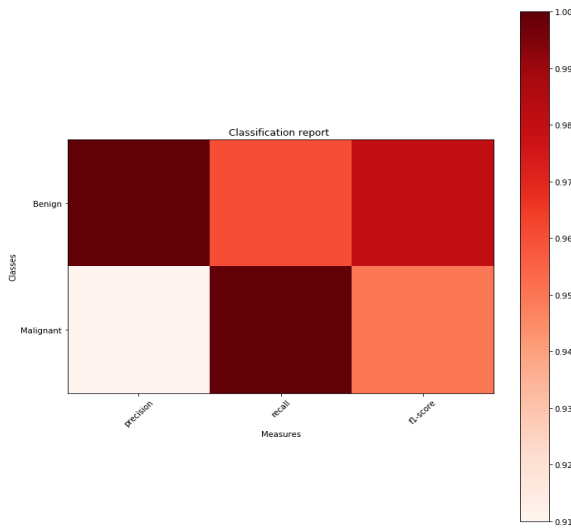 Classification report
Classes
Benign
Malignant
precision
recall
f1-score
Measures
1.00
0.99
0.98
0.97
0.96
0.95
0.94
0.93
0.92
0.91